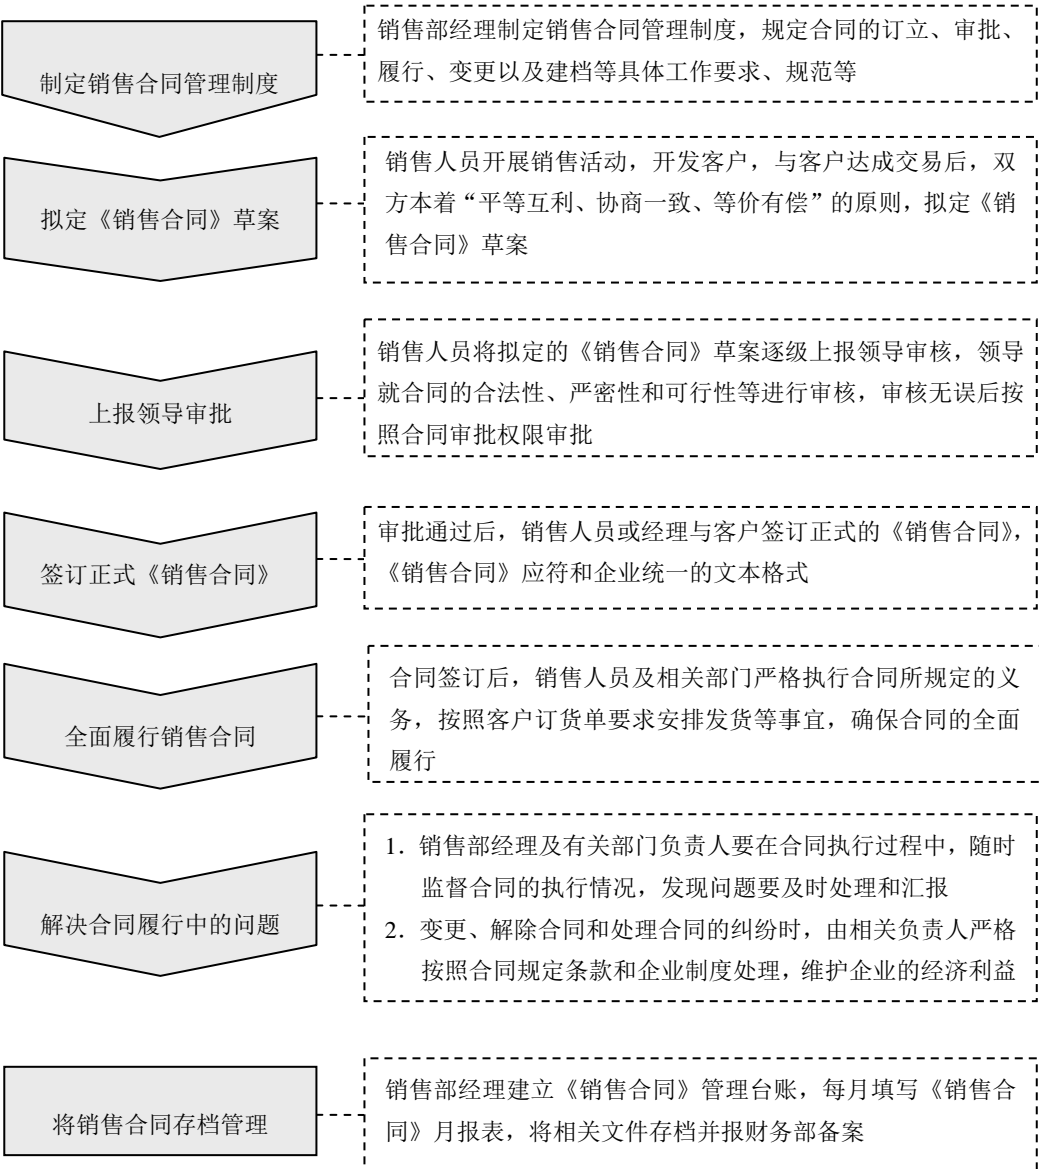 制定销售合同管理制度
销售部经理制定销售合同管理制度，规定合同的订立、审批、
履行、变更以及建档等具体工作要求、规范等
拟定《销售合同》草案
销售人员开展销售活动，开发客户，与客户达成交易后，双
方本着“平等互利、协商一致、等价有偿”的原则，拟定《销
售合同》草案
上报领导审批
销售人员将拟定的《销售合同》草案逐级上报领导审核，领导
就合同的合法性、严密性和可行性等进行审核，审核无误后按
照合同审批权限审批
签订正式《销售合同》
审批通过后，销售人员或经理与客户签订正式的《销售合同》，
《销售合同》应符和企业统一的文本格式
全面履行销售合同
合同签订后，销售人员及相关部门严格执行合同所规定的义
务，按照客户订货单要求安排发货等事宜，确保合同的全面
履行
解决合同履行中的问题
1．销售部经理及有关部门负责人要在合同执行过程中，随时
监督合同的执行情况，发现问题要及时处理和汇报
2．变更、解除合同和处理合同的纠纷时，由相关负责人严格
按照合同规定条款和企业制度处理，维护企业的经济利益
将销售合同存档管理
销售部经理建立《销售合同》管理台账，每月填写《销售合
同》月报表，将相关文件存档并报财务部备案